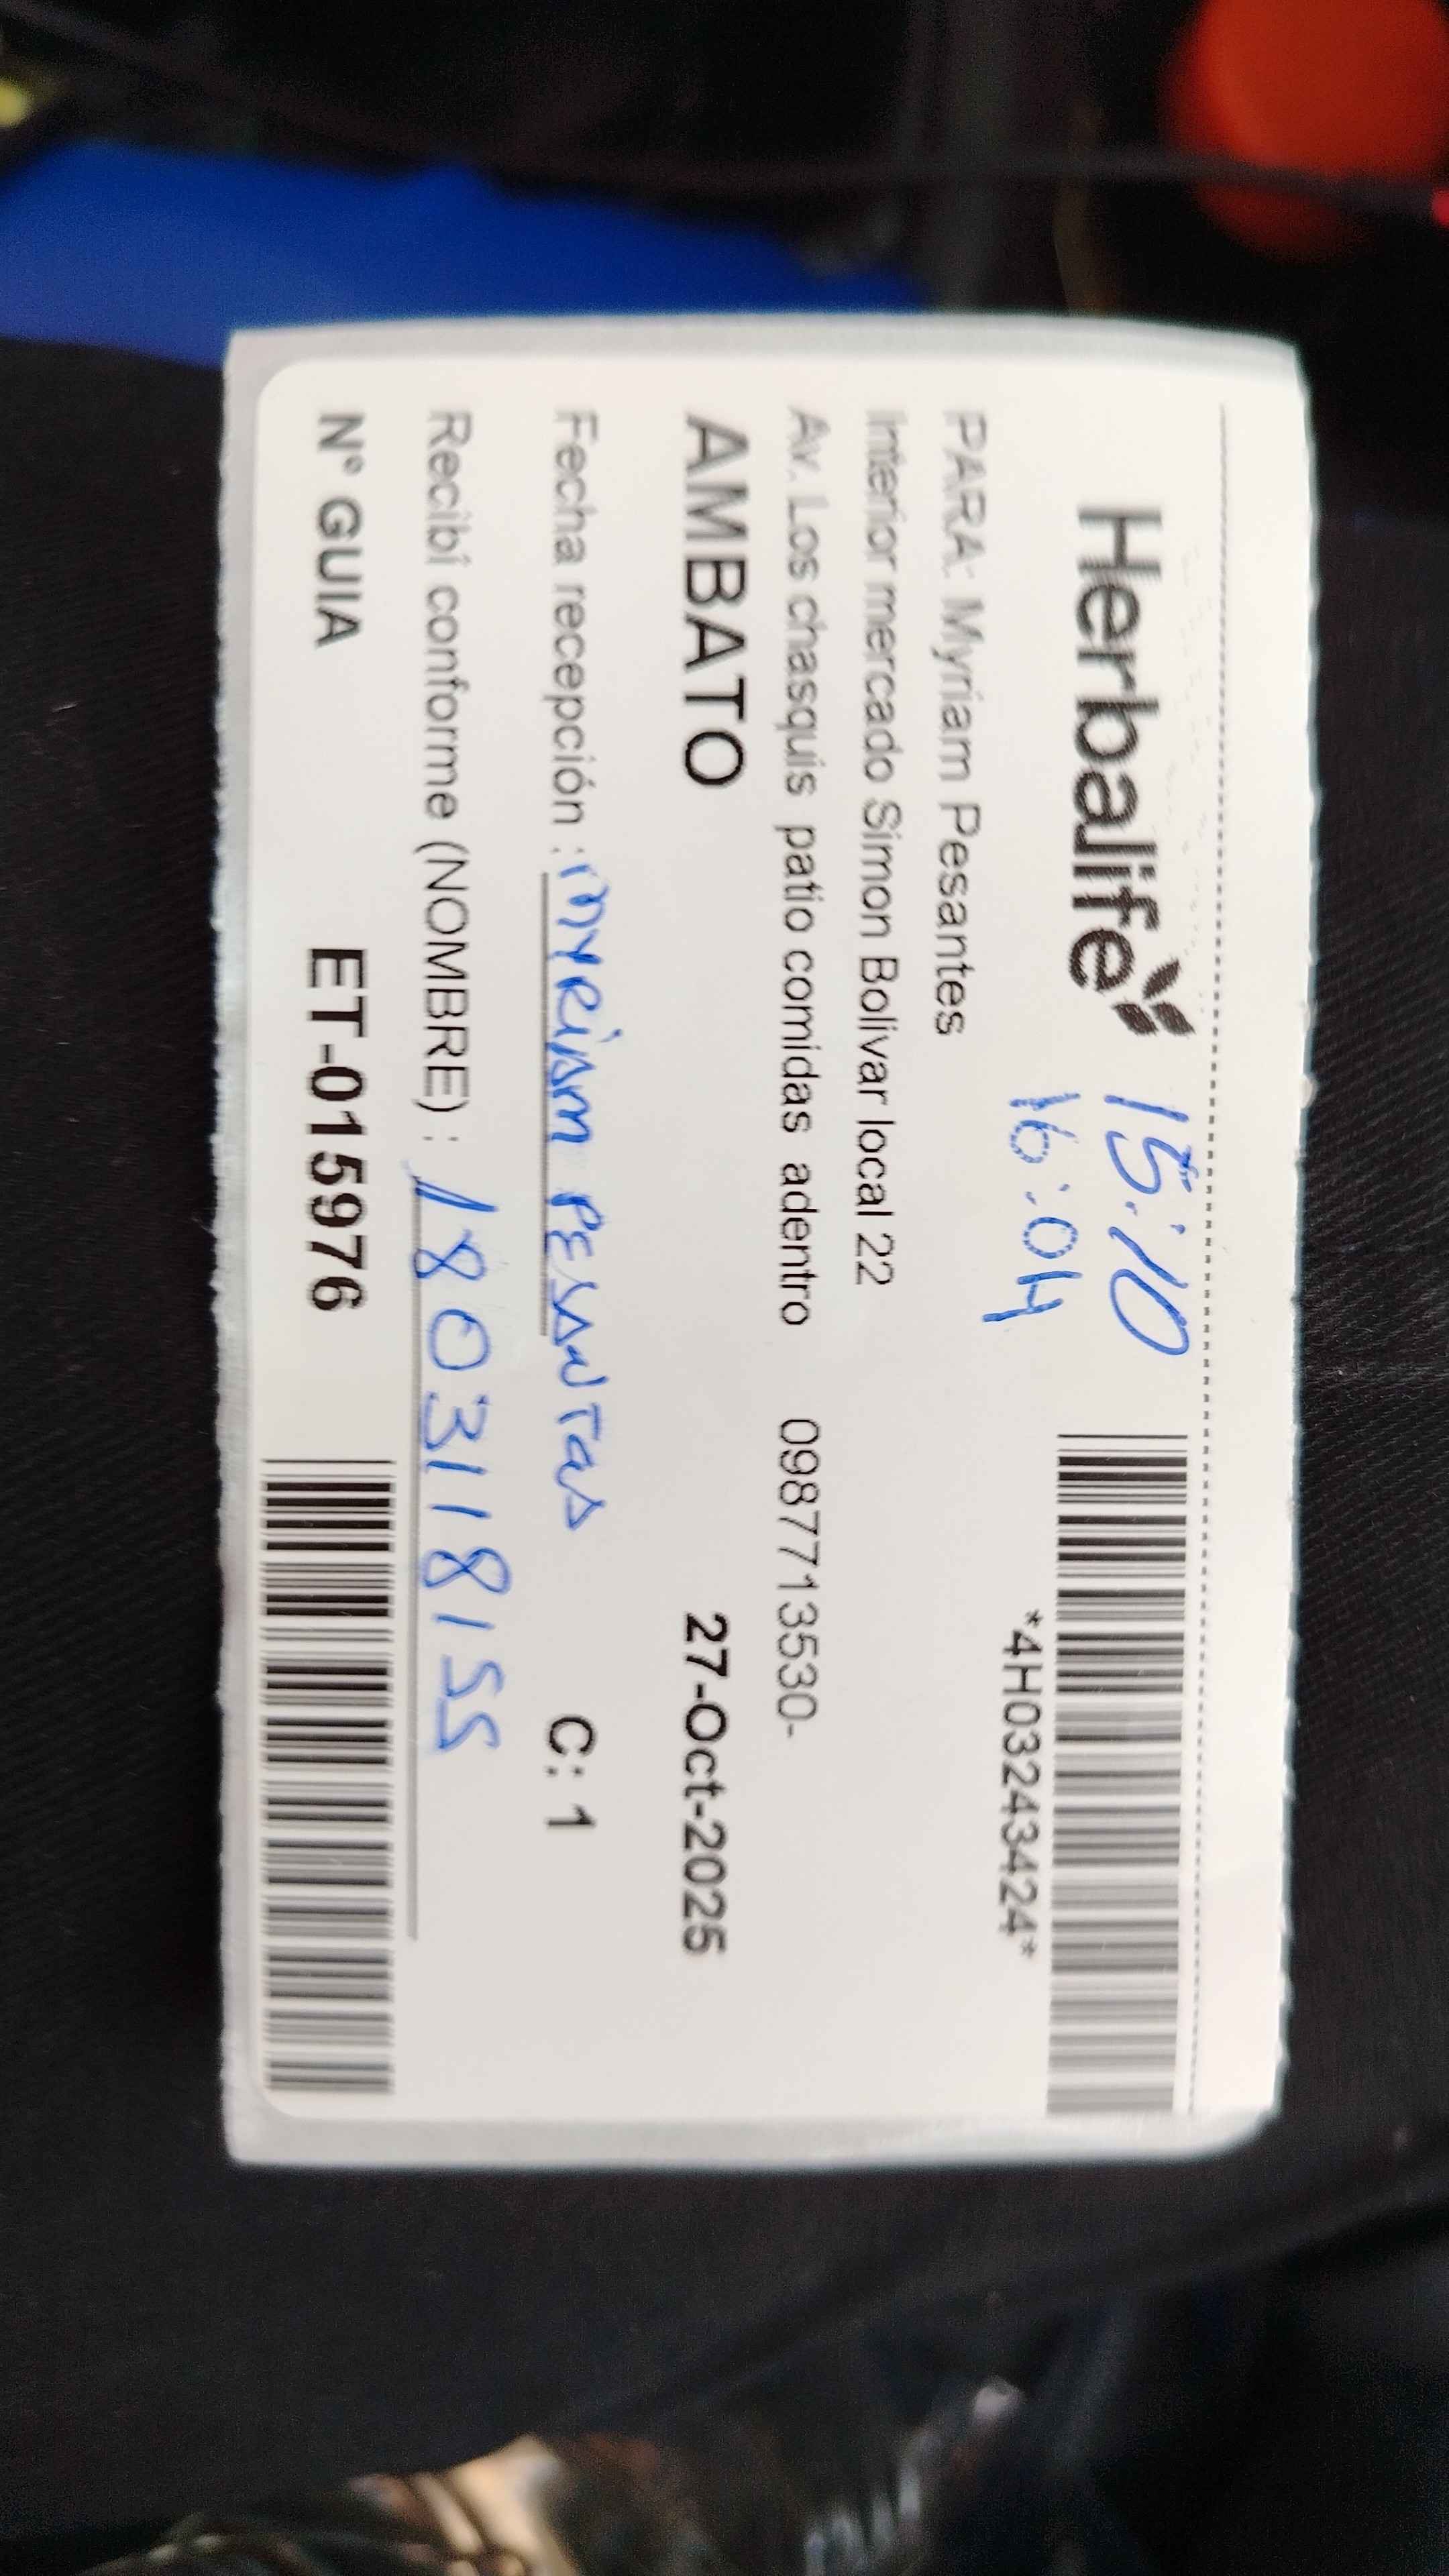 Herbalife
15:10
16:04
*4H03243424*
PARA: Myriam Pesantes
Interior mercado Simon Bolivar local 22
Av. Los chasquis patio comidas adentro 0987713530-
AMBATO 27-Oct-2025
Fecha recepción : Myriam Pesantes C: 1
Recibí conforme (NOMBRE) : 1803118155
N° GUIA ET-015976